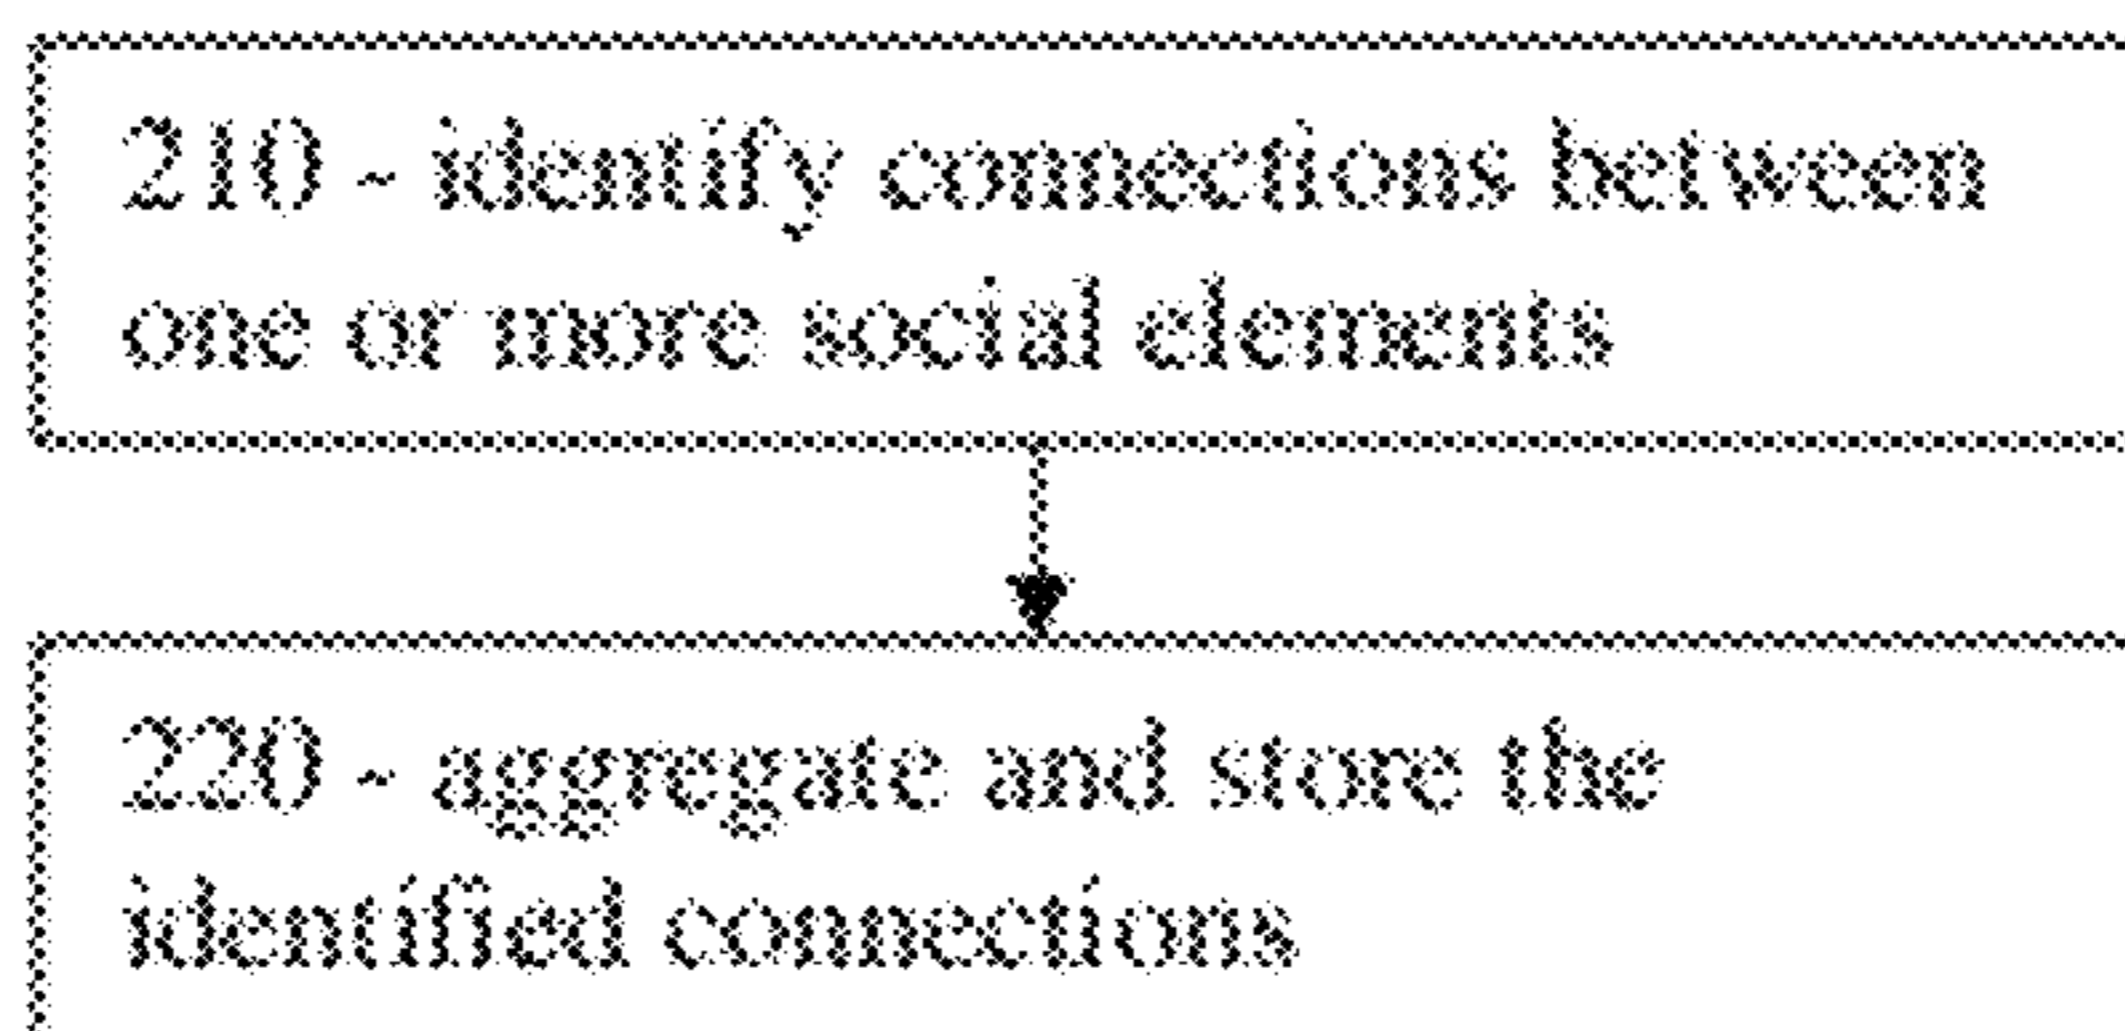 210 - identify connections between
one or more social elements
220 - aggregate and store the
identified connections